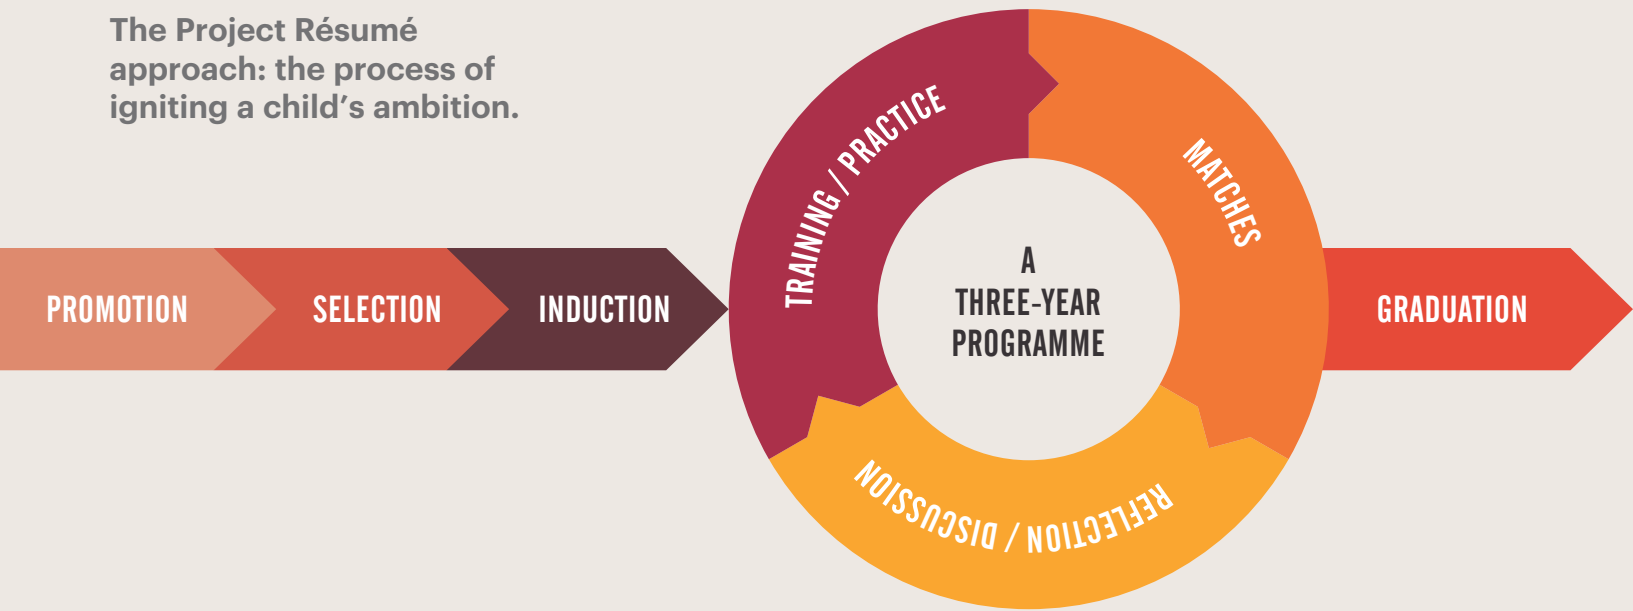 The Project Résumé
approach: the process of
igniting a child’s ambition.
PROMOTION
SELECTION
INDUCTION
TRAINING / PRACTICE
MATCHES
REFLECTION / DISCUSSION
A
THREE-YEAR
PROGRAMME
GRADUATION